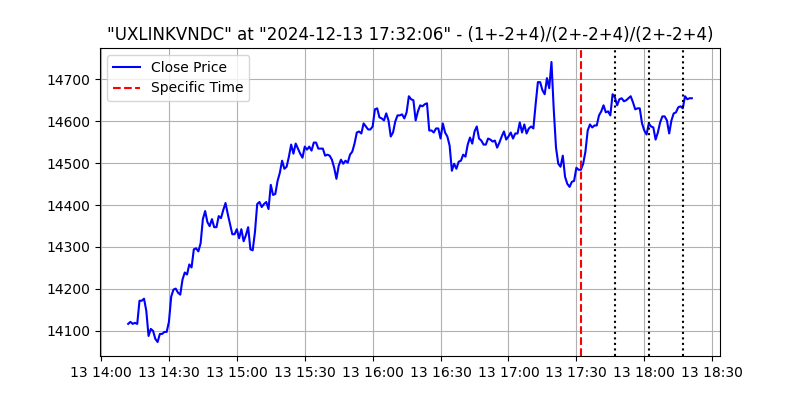 "UXLINKVNDC" at "2024-12-13 17:32:06" - (1+-2+4)/(2+-2+4)/(2+-2+4)
Close Price
Specific Time
14700
14600
14500
14400
14300
14200
14100
13 14:00 13 14:30 13 15:00 13 15:30 13 16:00 13 16:30 13 17:00 13 17:30 13 18:00 13 18:30